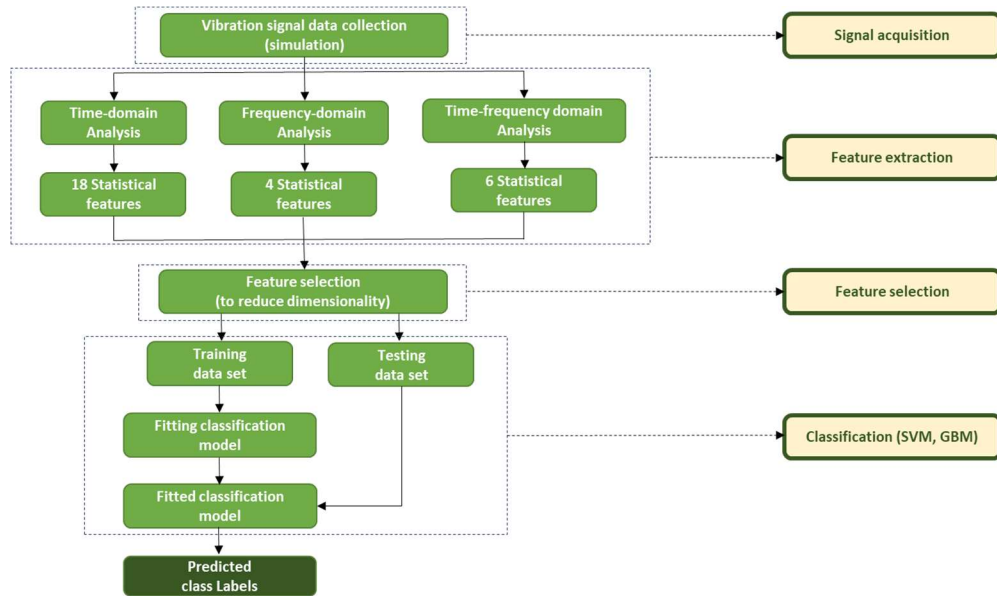 Vibration signal data collection
(simulation)
Signal acquisition
Time-domain
Analysis
Frequency-domain
Analysis
Time-frequency domain
Analysis
Feature extraction
18 Statistical
features
4 Statistical
features
6 Statistical
features
Feature selection
(to reduce dimensionality)
Feature selection
Training
data set
Testing
data set
Fitting classification
model
Classification (SVM, GBM)
Fitted classification
model
Predicted
class Labels